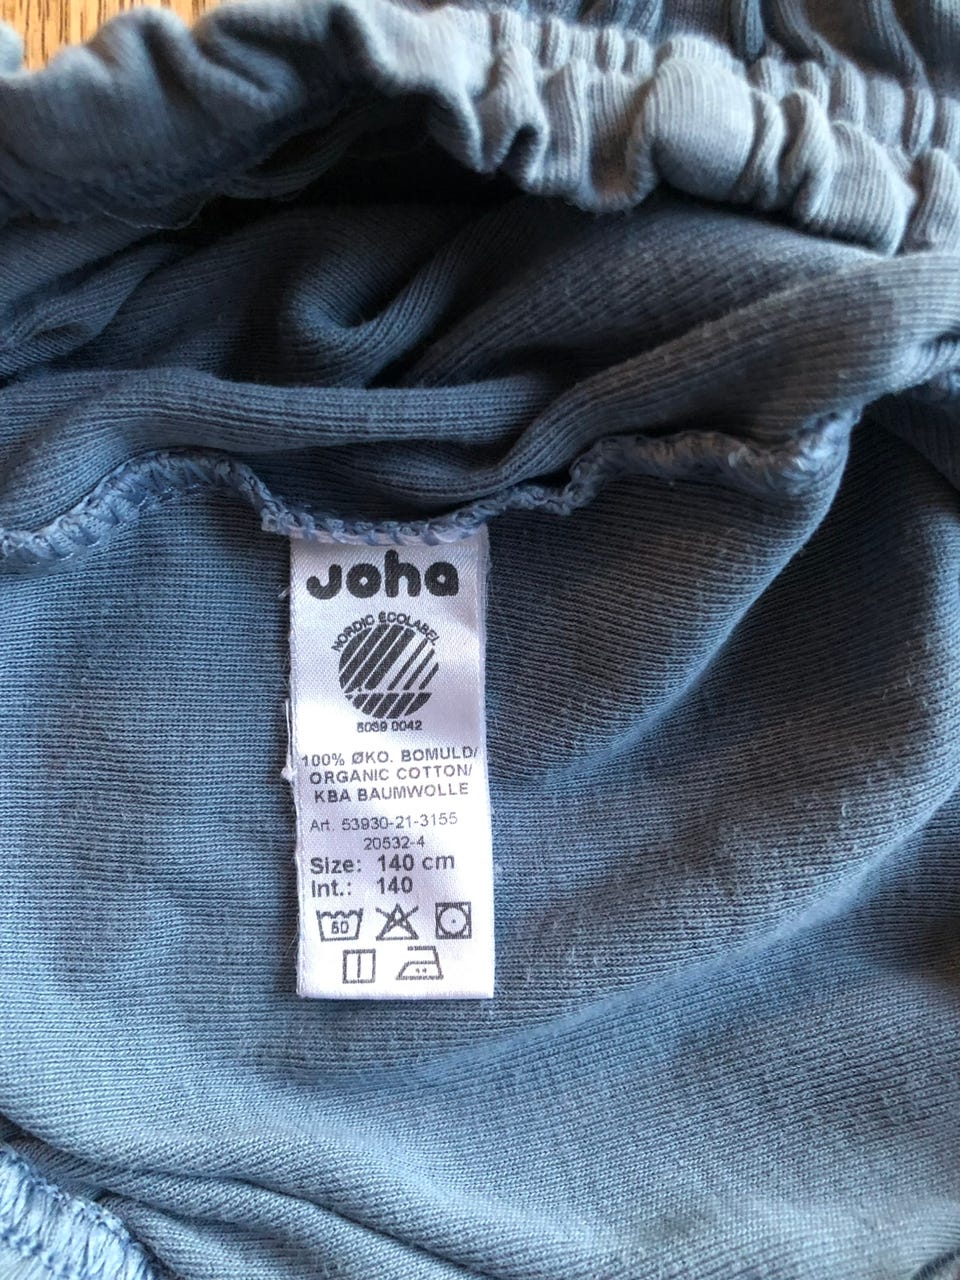 Joha
NORDIC ECOLABEL
5039 0042
100% ØKO. BOMULD/
ORGANIC COTTON/
KBA BAUMWOLLE
Art. 53930-21-3155
20532-4
Size: 140 cm
Int.: 140
60